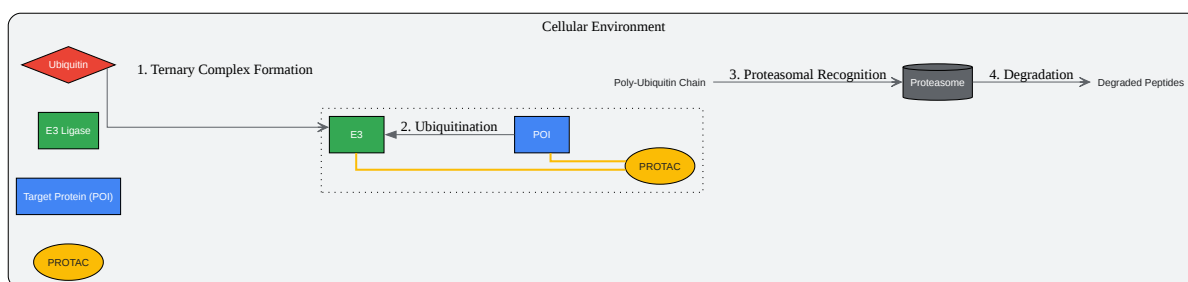 Cellular Environment
Ubiquitin
1. Ternary Complex Formation
Poly-Ubiquitin Chain
3. Proteasomal Recognition
Proteasome
4. Degradation
Degraded Peptides
E3 Ligase
E3
2. Ubiquitination
POI
PROTAC
Target Protein (POI)
PROTAC